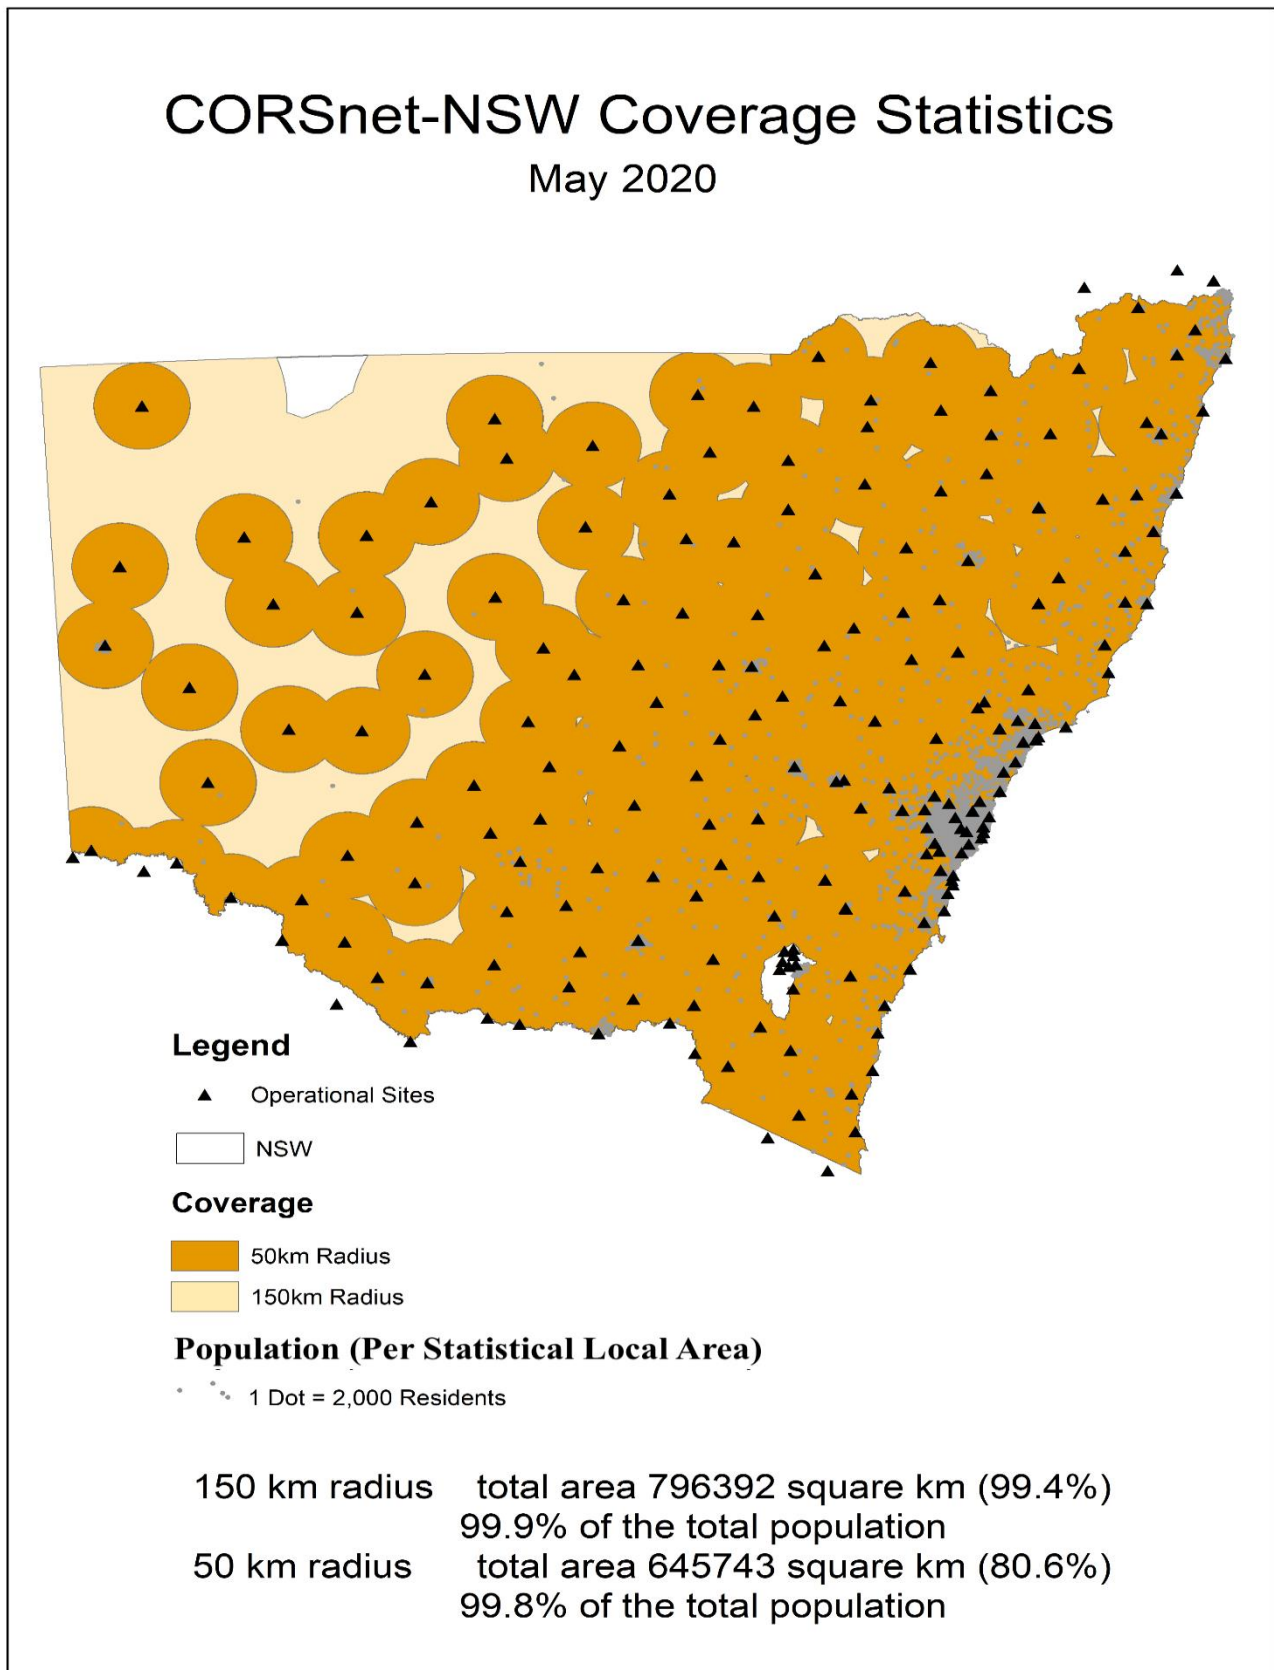 CORSnet-NSW Coverage Statistics
May 2020
Legend
Operational Sites
NSW
Coverage
50km Radius
150km Radius
Population (Per Statistical Local Area)
1 Dot = 2,000 Residents
150 km radius total area 796392 square km (99.4%)
99.9% of the total population
50 km radius total area 645743 square km (80.6%)
99.8% of the total population